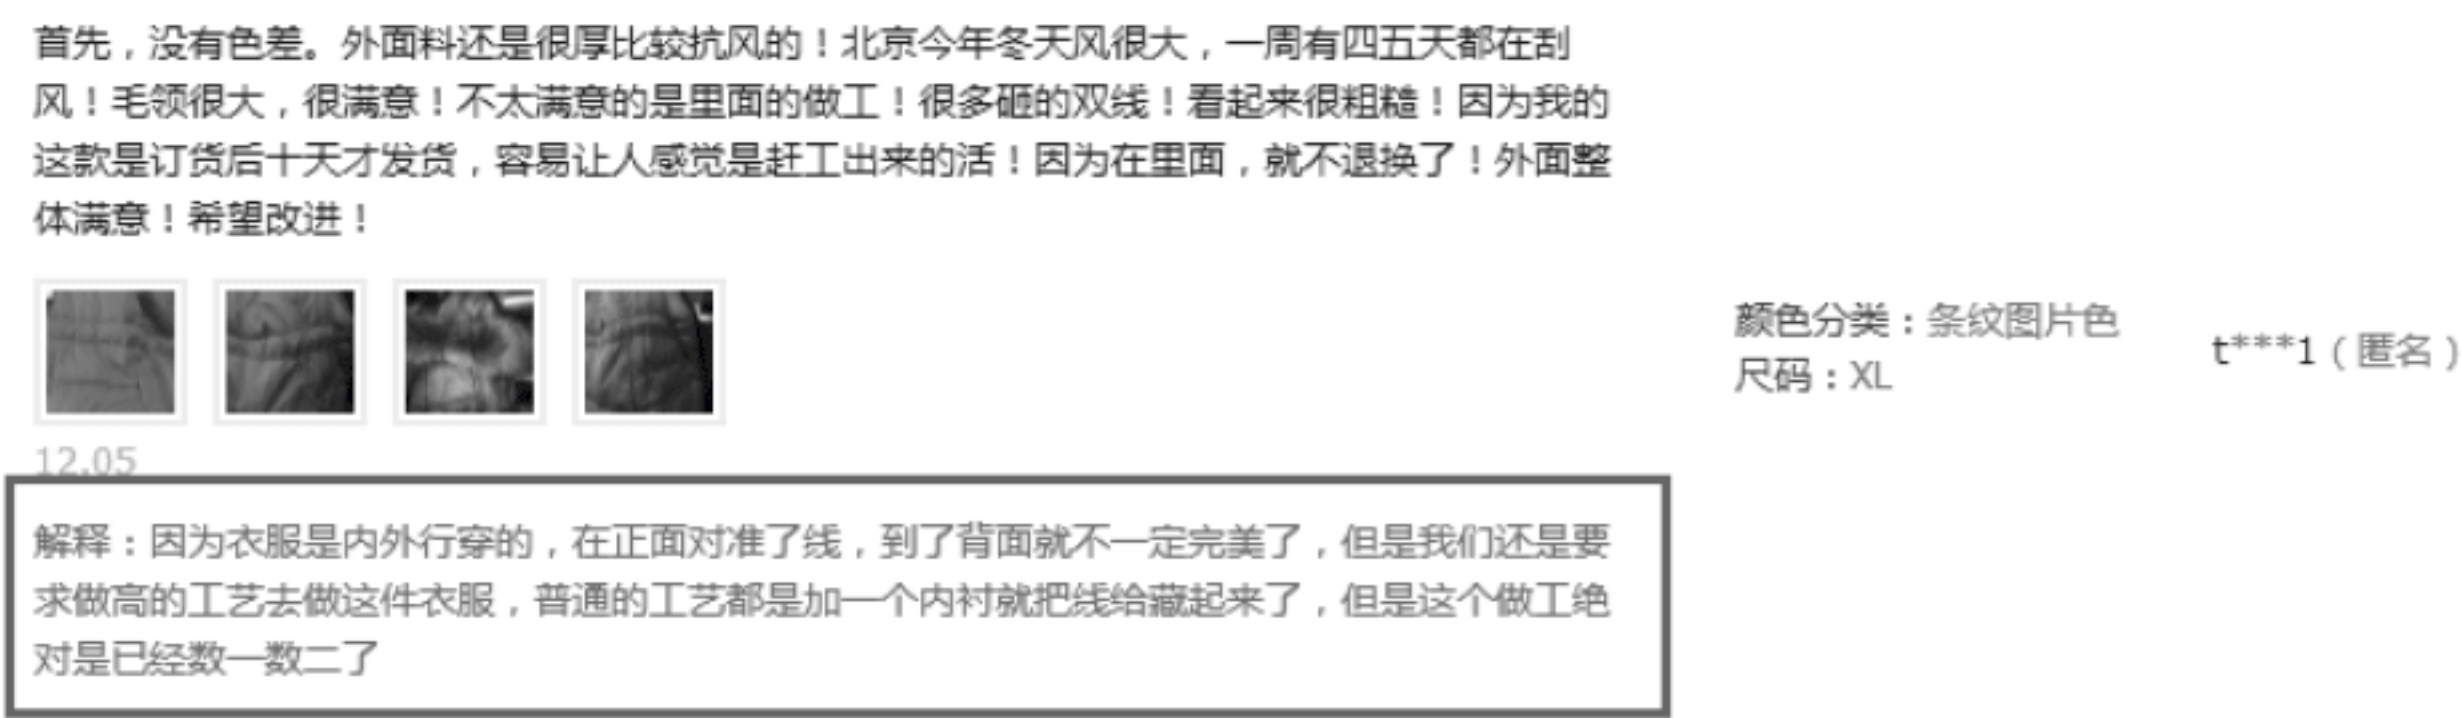 首先，没有色差。外面料还是很厚比较抗风的！北京今年冬天风很大，一周有四五天都在刮
风！毛领很大，很满意！不太满意的是里面的做工！很多砸的双线！看起来很粗糙！因为我的
这款是订货后十天才发货，容易让人感觉是赶工出来的活！因为在里面，就不退换了！外面整
体满意！希望改进！
颜色分类：条纹图片色
尺码：XL
t***1（匿名）
12.05
解释：因为衣服是内外行穿的，在正面对准了线，到了背面就不一定完美了，但是我们还是要
求做高的工艺去做这件衣服，普通的工艺都是加一个内衬就把线给藏起来了，但是这个做工绝
对是已经数一数二了